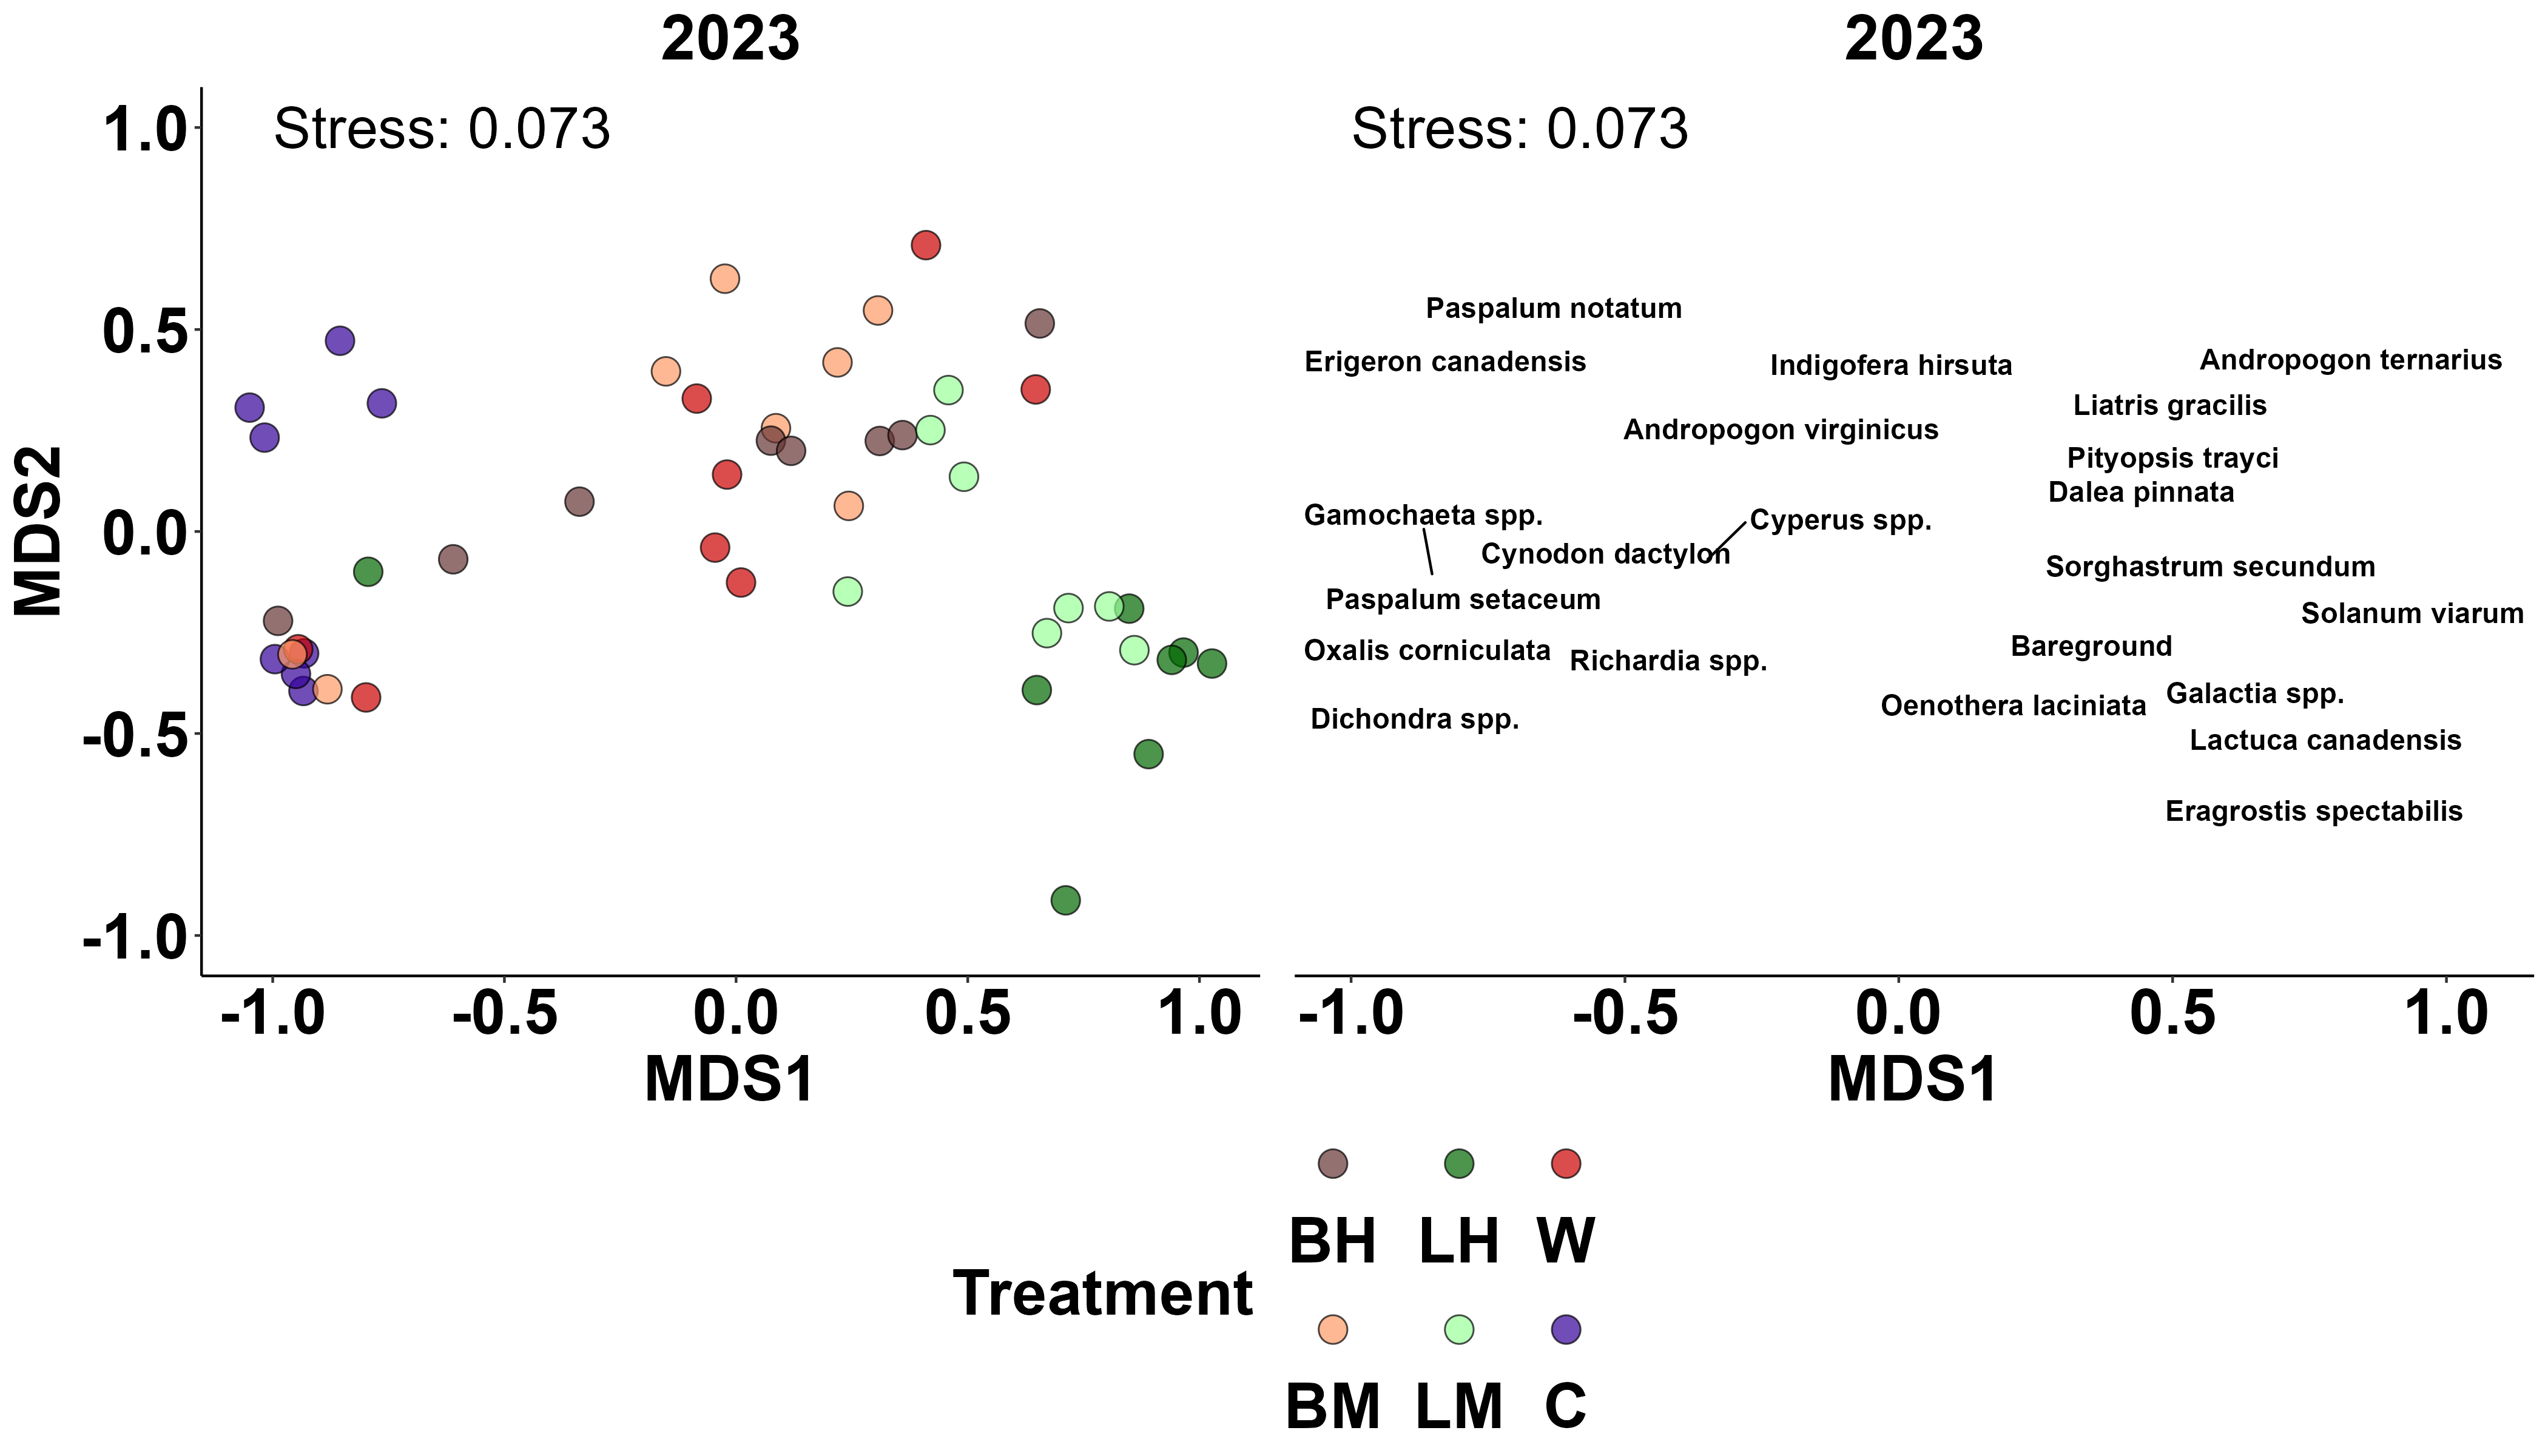 2023
2023
Stress: 0.073
Stress: 0.073
1.0
0.5
0.0
-0.5
-1.0
MDS2
Paspalum notatum
Erigeron canadensis
Indigofera hirsuta
Andropogon ternarius
Liatris gracilis
Andropogon virginicus
Pityopsis trayci
Dalea pinnata
Gamochaeta spp.
Cyperus spp.
Cynodon dactylon
Sorghastrum secundum
Paspalum setaceum
Solanum viarum
Bareground
Oxalis corniculata
Richardia spp.
Galactia spp.
Oenothera laciniata
Dichondra spp.
Lactuca canadensis
Eragrostis spectabilis
-1.0 -0.5 0.0 0.5 1.0
-1.0 -0.5 0.0 0.5 1.0
MDS1
MDS1
Treatment
BH LH W
BM LM C